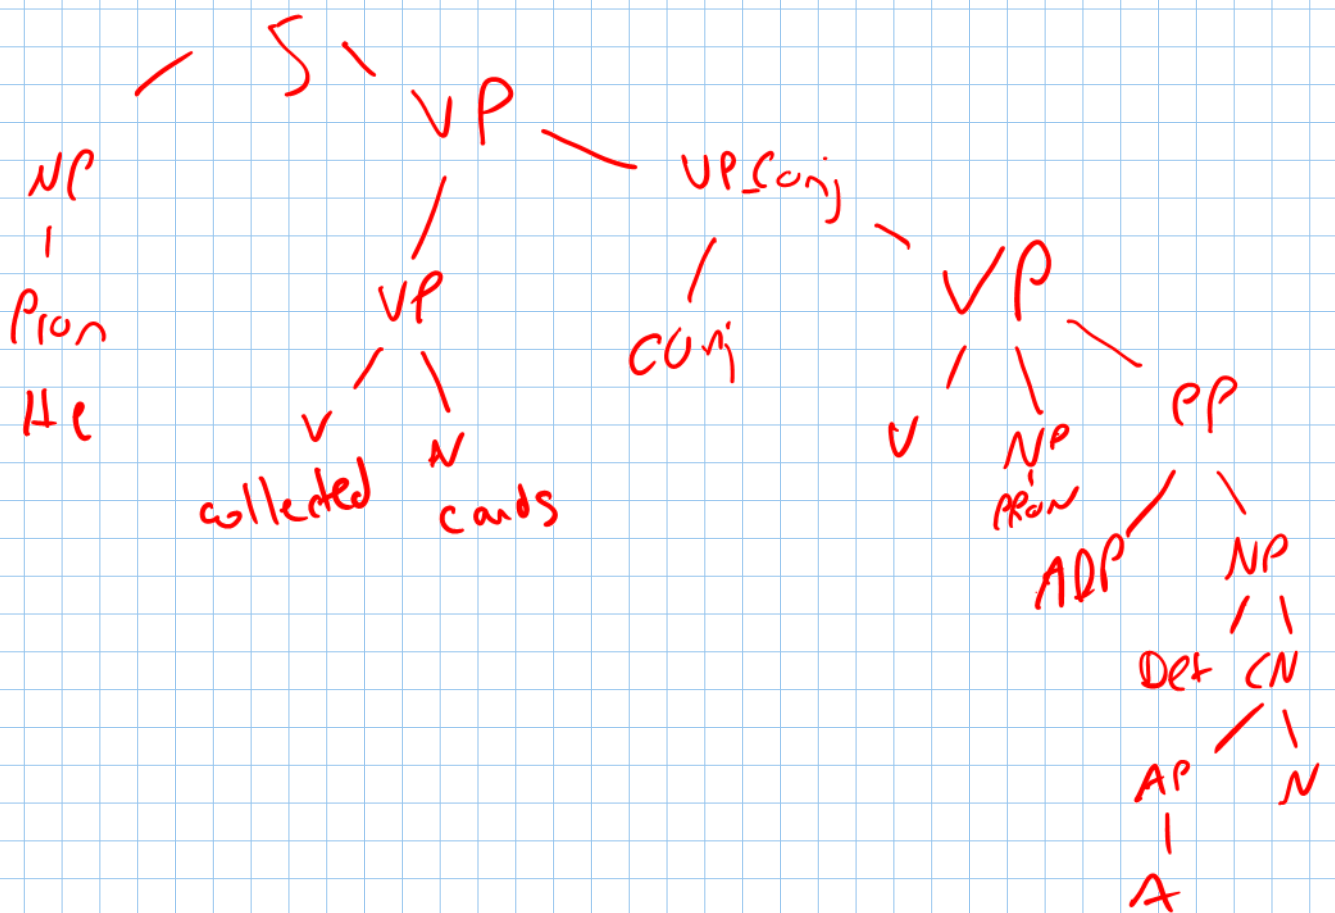 S
VP
NP
VP_Conj
VP
Pron
VP
Conj
PP
He
V
N
V
NP
collected
cards
PRON
ADP
NP
Det CN
AP
N
A